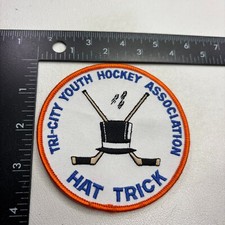 TRI-CITY YOUTH HOCKEY ASSOCIATION
HAT TRICK